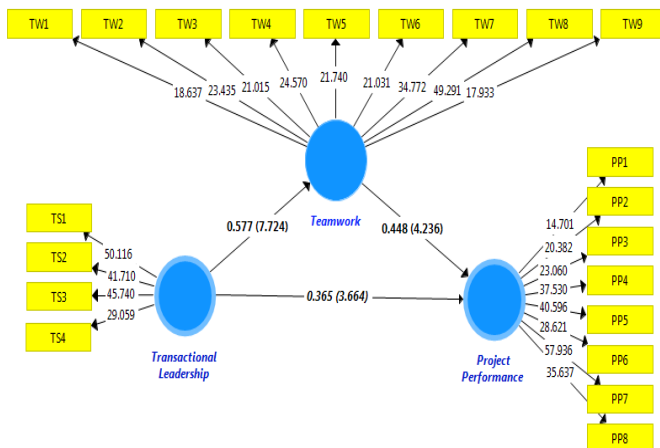 TW1 TW2 TW3 TW4 TW5 TW6 TW7 TW8 TW9
18.637 23.435 21.015 24.570 21.740 21.031 34.772 49.291 17.933
Teamwork
0.577 (7.724)
0.448 (4.236)
0.365 (3.664)
TS1
TS2
TS3
TS4
50.116
41.710
45.740
29.059
Transactional
Leadership
Project
Performance
14.701
20.382
23.060
37.530
40.596
28.621
57.936
35.637
PP1
PP2
PP3
PP4
PP5
PP6
PP7
PP8